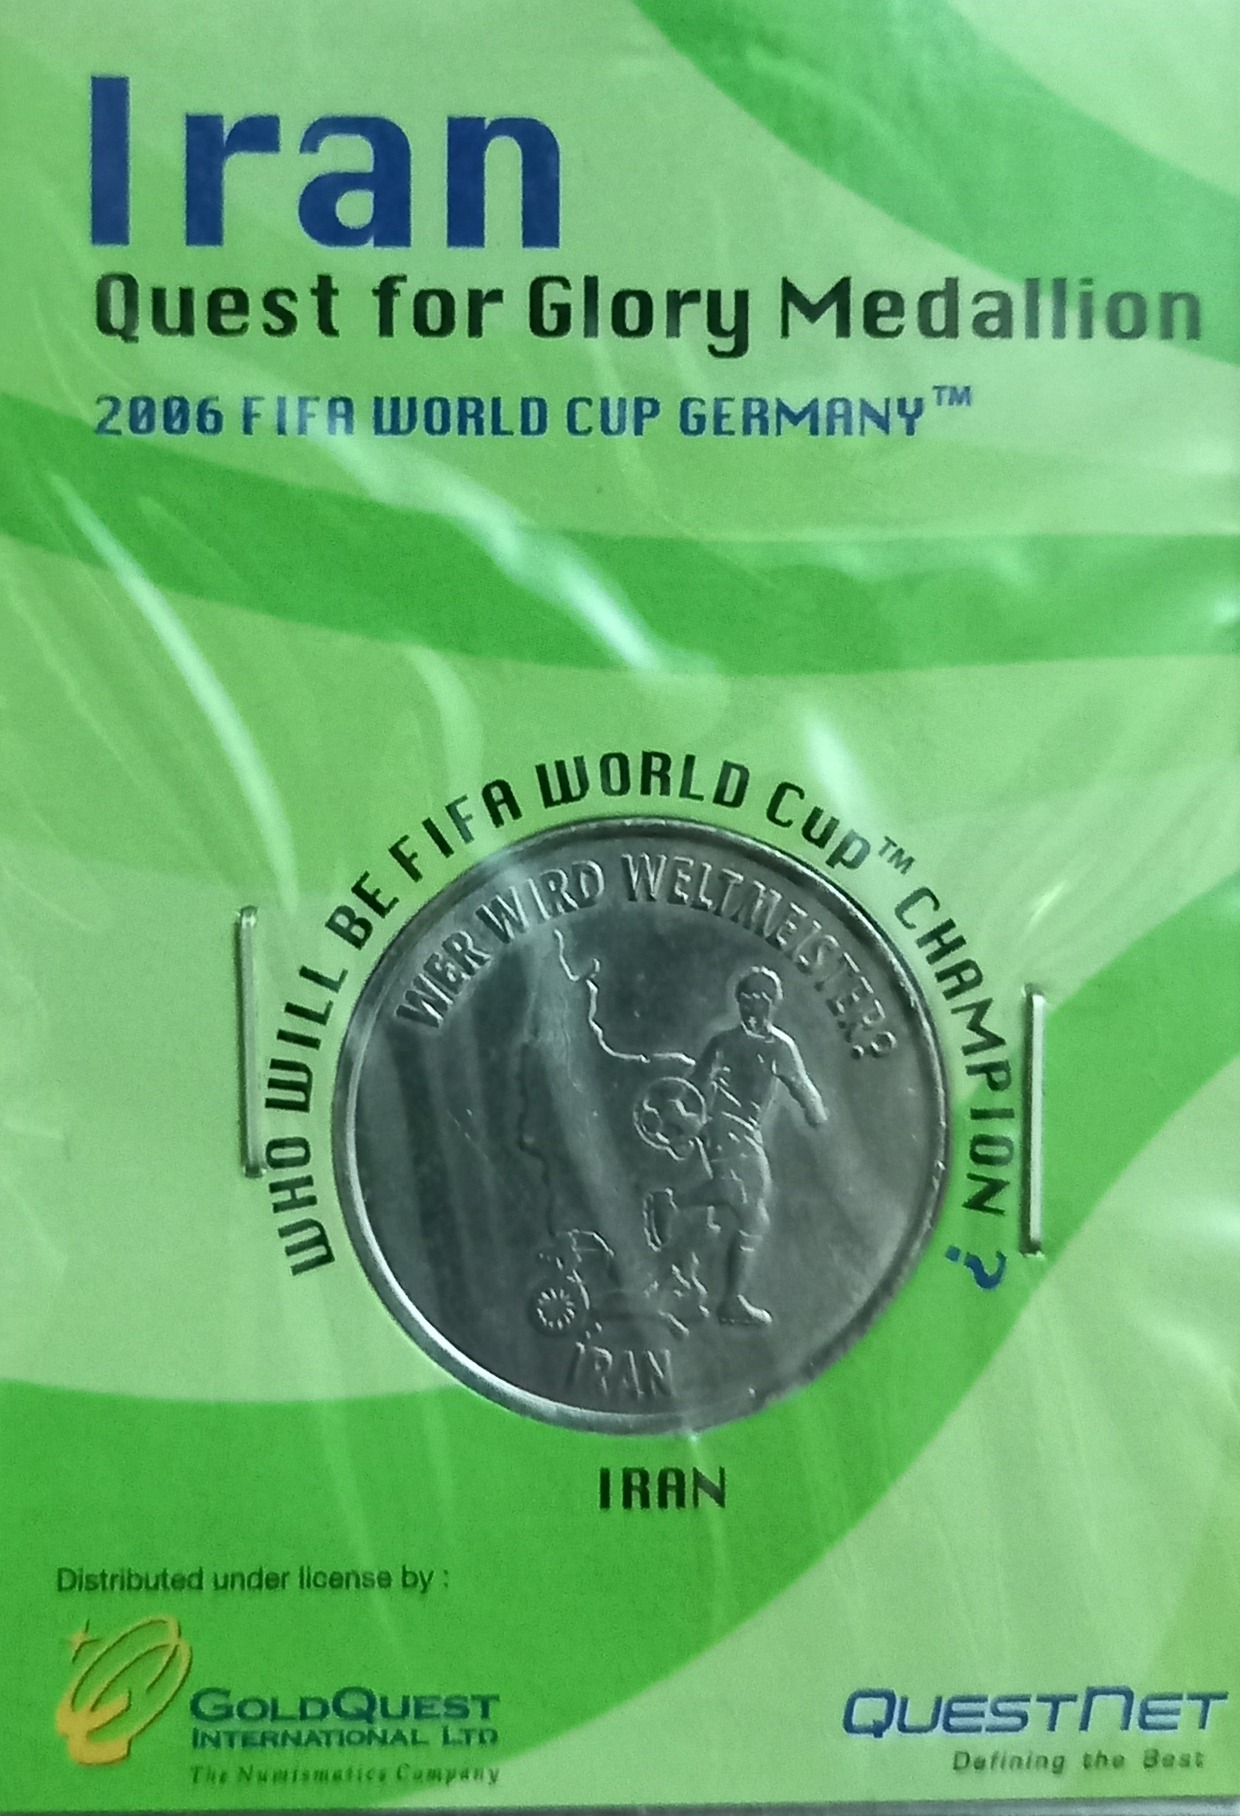 Iran
Quest for Glory Medallion
2006 FIFA WORLD CUP GERMANY™
WHO WILL BE FIFA WORLD Cup™ CHAMPION ?
WER WIRD WELTMEISTER?
IRAN
IRAN
Distributed under license by :
GOLDQUEST
INTERNATIONAL LTD
The Numismatics Company
QUESTNET
Defining the Best